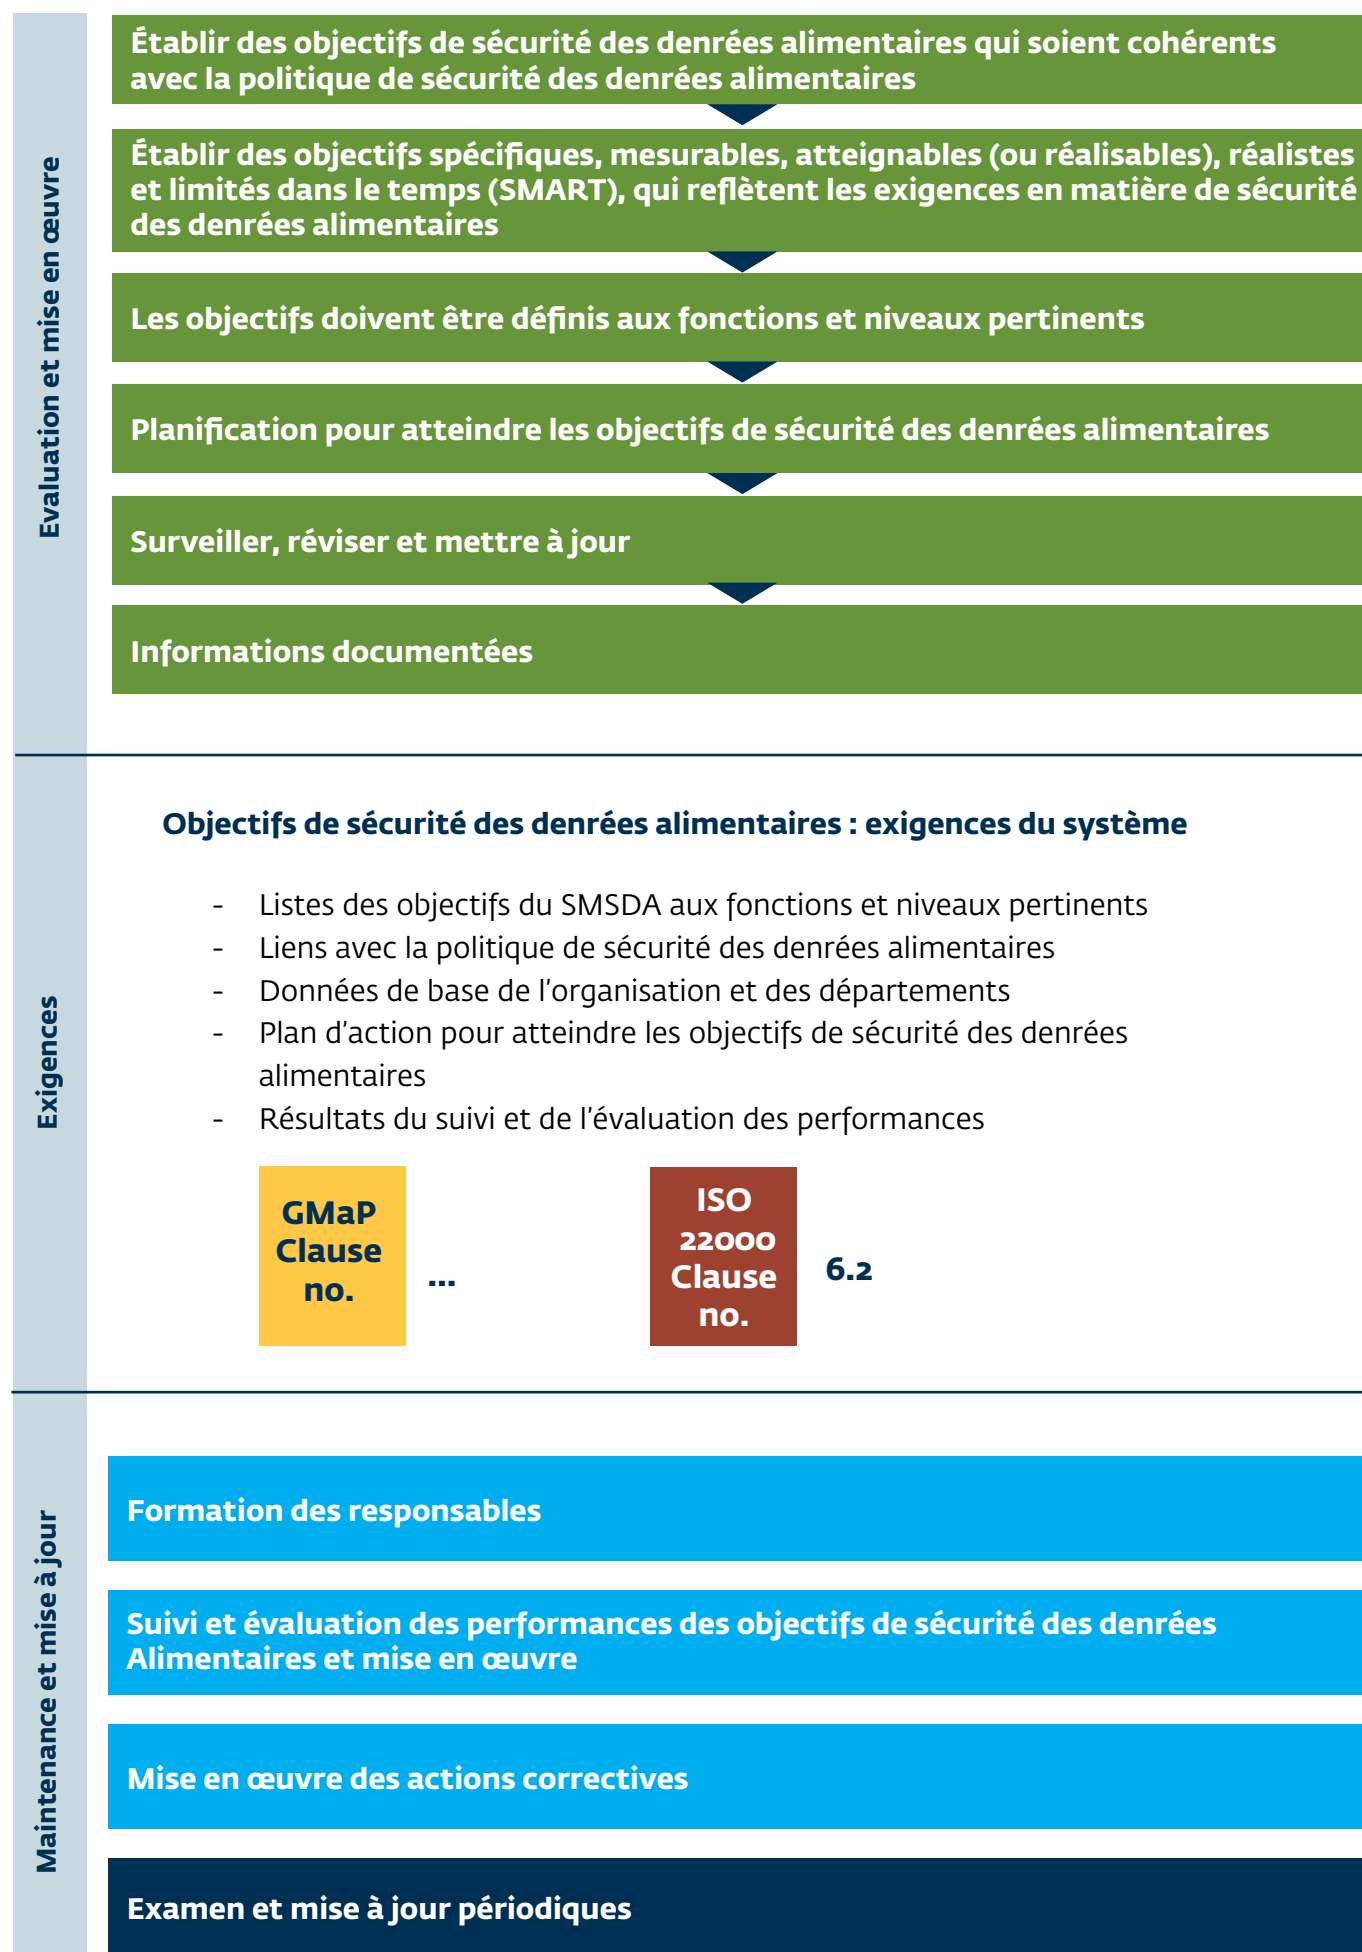 Evaluation et mise en œuvre
Établir des objectifs de sécurité des denrées alimentaires qui soient cohérents
avec la politique de sécurité des denrées alimentaires
Établir des objectifs spécifiques, mesurables, atteignables (ou réalisables), réalistes
et limités dans le temps (SMART), qui reflètent les exigences en matière de sécurité
des denrées alimentaires
Les objectifs doivent être définis aux fonctions et niveaux pertinents
Planification pour atteindre les objectifs de sécurité des denrées alimentaires
Surveiller, réviser et mettre à jour
Informations documentées
Exigences
Objectifs de sécurité des denrées alimentaires : exigences du système
- Listes des objectifs du SMSDA aux fonctions et niveaux pertinents
- Liens avec la politique de sécurité des denrées alimentaires
- Données de base de l'organisation et des départements
- Plan d'action pour atteindre les objectifs de sécurité des denrées
alimentaires
- Résultats du suivi et de l'évaluation des performances
GMaP
Clause
no.
...
ISO
22000
Clause
no.
6.2
Maintenance et mise à jour
Formation des responsables
Suivi et évaluation des performances des objectifs de sécurité des denrées
Alimentaires et mise en œuvre
Mise en œuvre des actions correctives
Examen et mise à jour périodiques